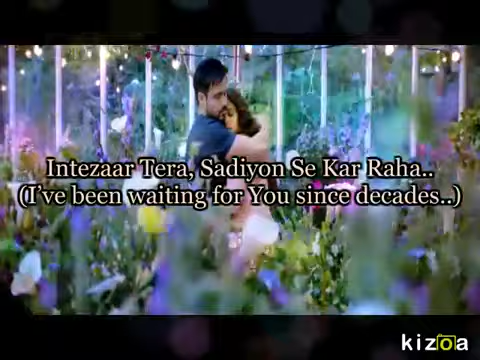 Intezaar Tera, Sadiyon Se Kar Raha..
(I've been waiting for You since decades..)
kizoa